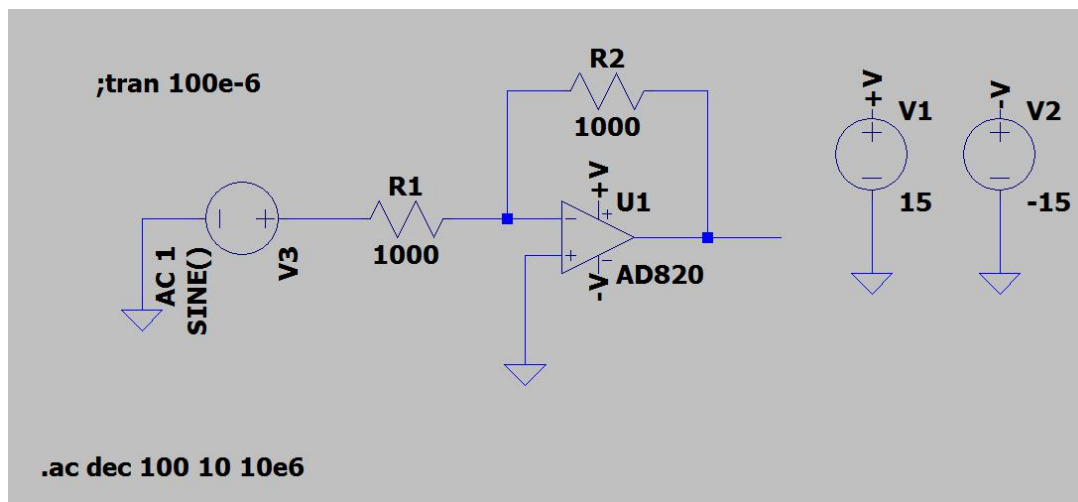 ;tran 100e-6
R2
1000
+V
V1
15
-V
V2
-15
R1
1000
+V
U1
AD820
-V
V3
AC 1
SINE()
.ac dec 100 10 10e6